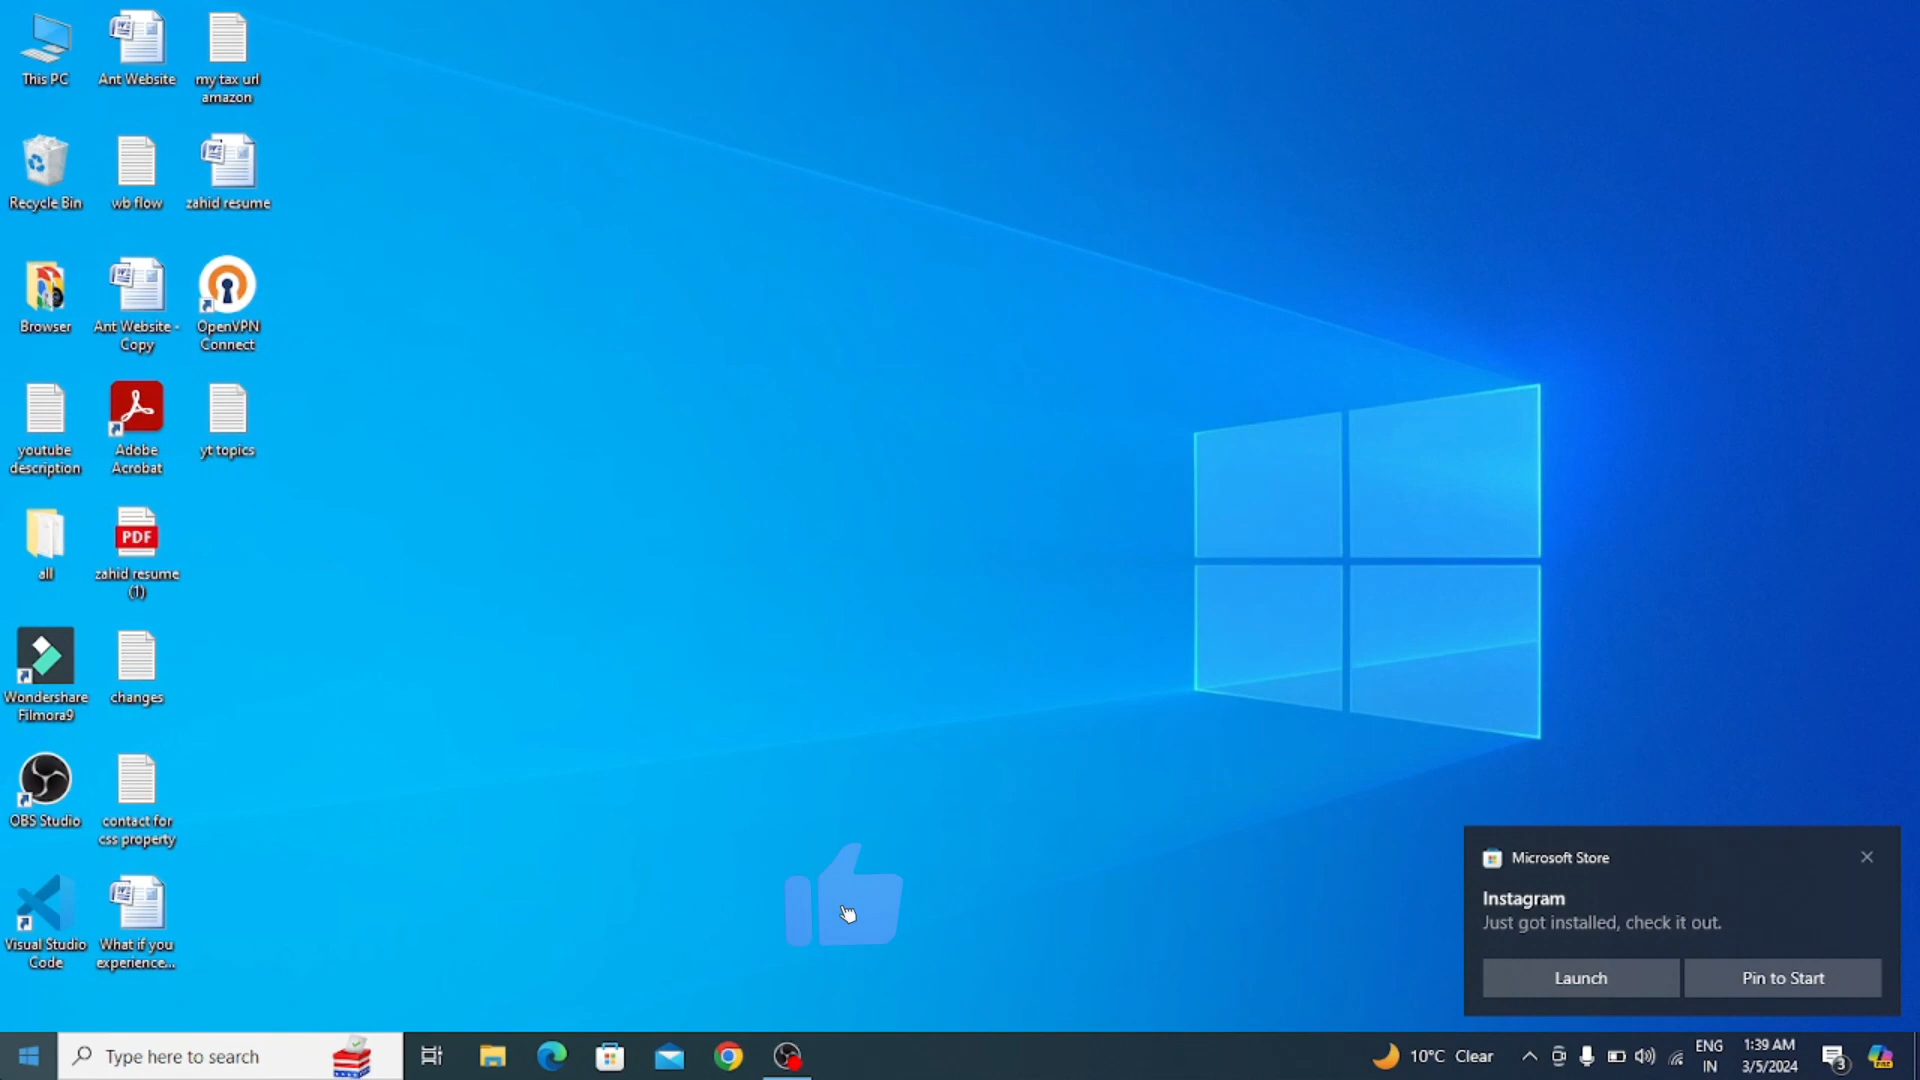 This PC
Ant Website
my tax url
amazon
Recycle Bin
wb flow
zahid resume
Browser
Ant Website -
Copy
OpenVPN
Connect
youtube
description
Adobe
Acrobat
yt topics
all
PDF
zahid resume
(1)
Wondershare
Filmora9
changes
OBS Studio
contact for
css property
Visual Studio
Code
What if you
experience...
Microsoft Store
Instagram
Just got installed, check it out.
Launch
Pin to Start
Type here to search
10°C Clear
ENG
IN
1:39 AM
3/5/2024
3